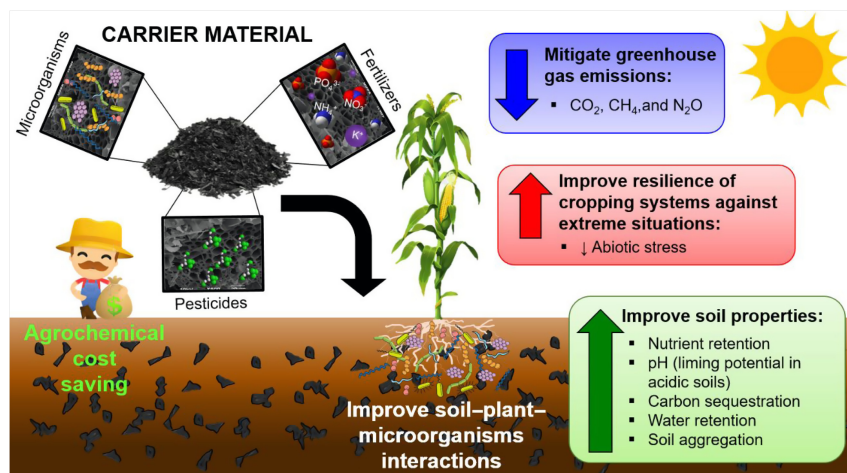 CARRIER MATERIAL
Microorganisms
Fertilizers
PO₄³⁻
NO₃⁻
NH₄⁺
K⁺
Pesticides
$
Agrochemical
cost
saving
Improve soil–plant–
microorganisms
interactions
Mitigate greenhouse
gas emissions:
▪ CO₂, CH₄,and N₂O
Improve resilience of
cropping systems against
extreme situations:
▪ ↓ Abiotic stress
Improve soil properties:
▪ Nutrient retention
▪ pH (liming potential in
acidic soils)
▪ Carbon sequestration
▪ Water retention
▪ Soil aggregation